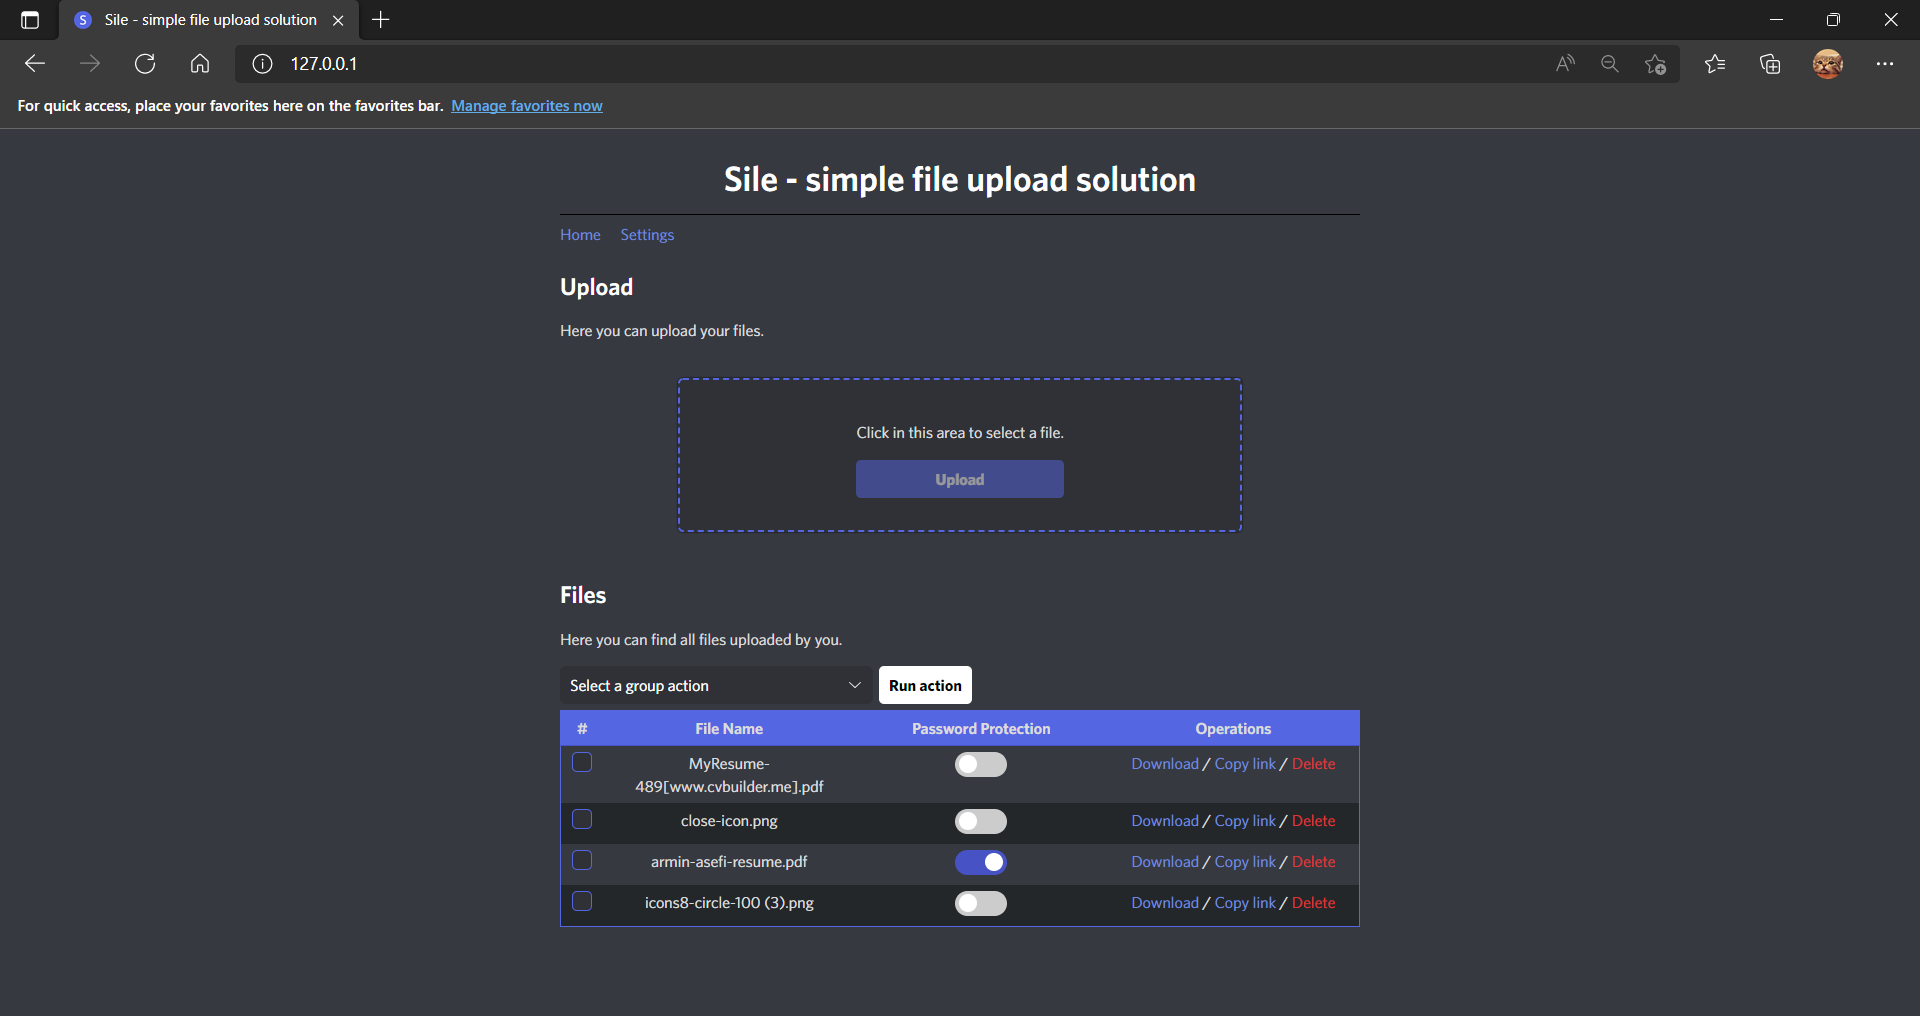 S Sile - simple file upload solution
127.0.0.1
For quick access, place your favorites here on the favorites bar. Manage favorites now
Sile - simple file upload solution
Home Settings
Upload
Here you can upload your files.
Click in this area to select a file.
Upload
Files
Here you can find all files uploaded by you.
Select a group action Run action
# File Name Password Protection Operations
MyResume-
489[www.cvbuilder.me].pdf Download / Copy link / Delete
close-icon.png Download / Copy link / Delete
armin-asefi-resume.pdf Download / Copy link / Delete
icons8-circle-100 (3).png Download / Copy link / Delete